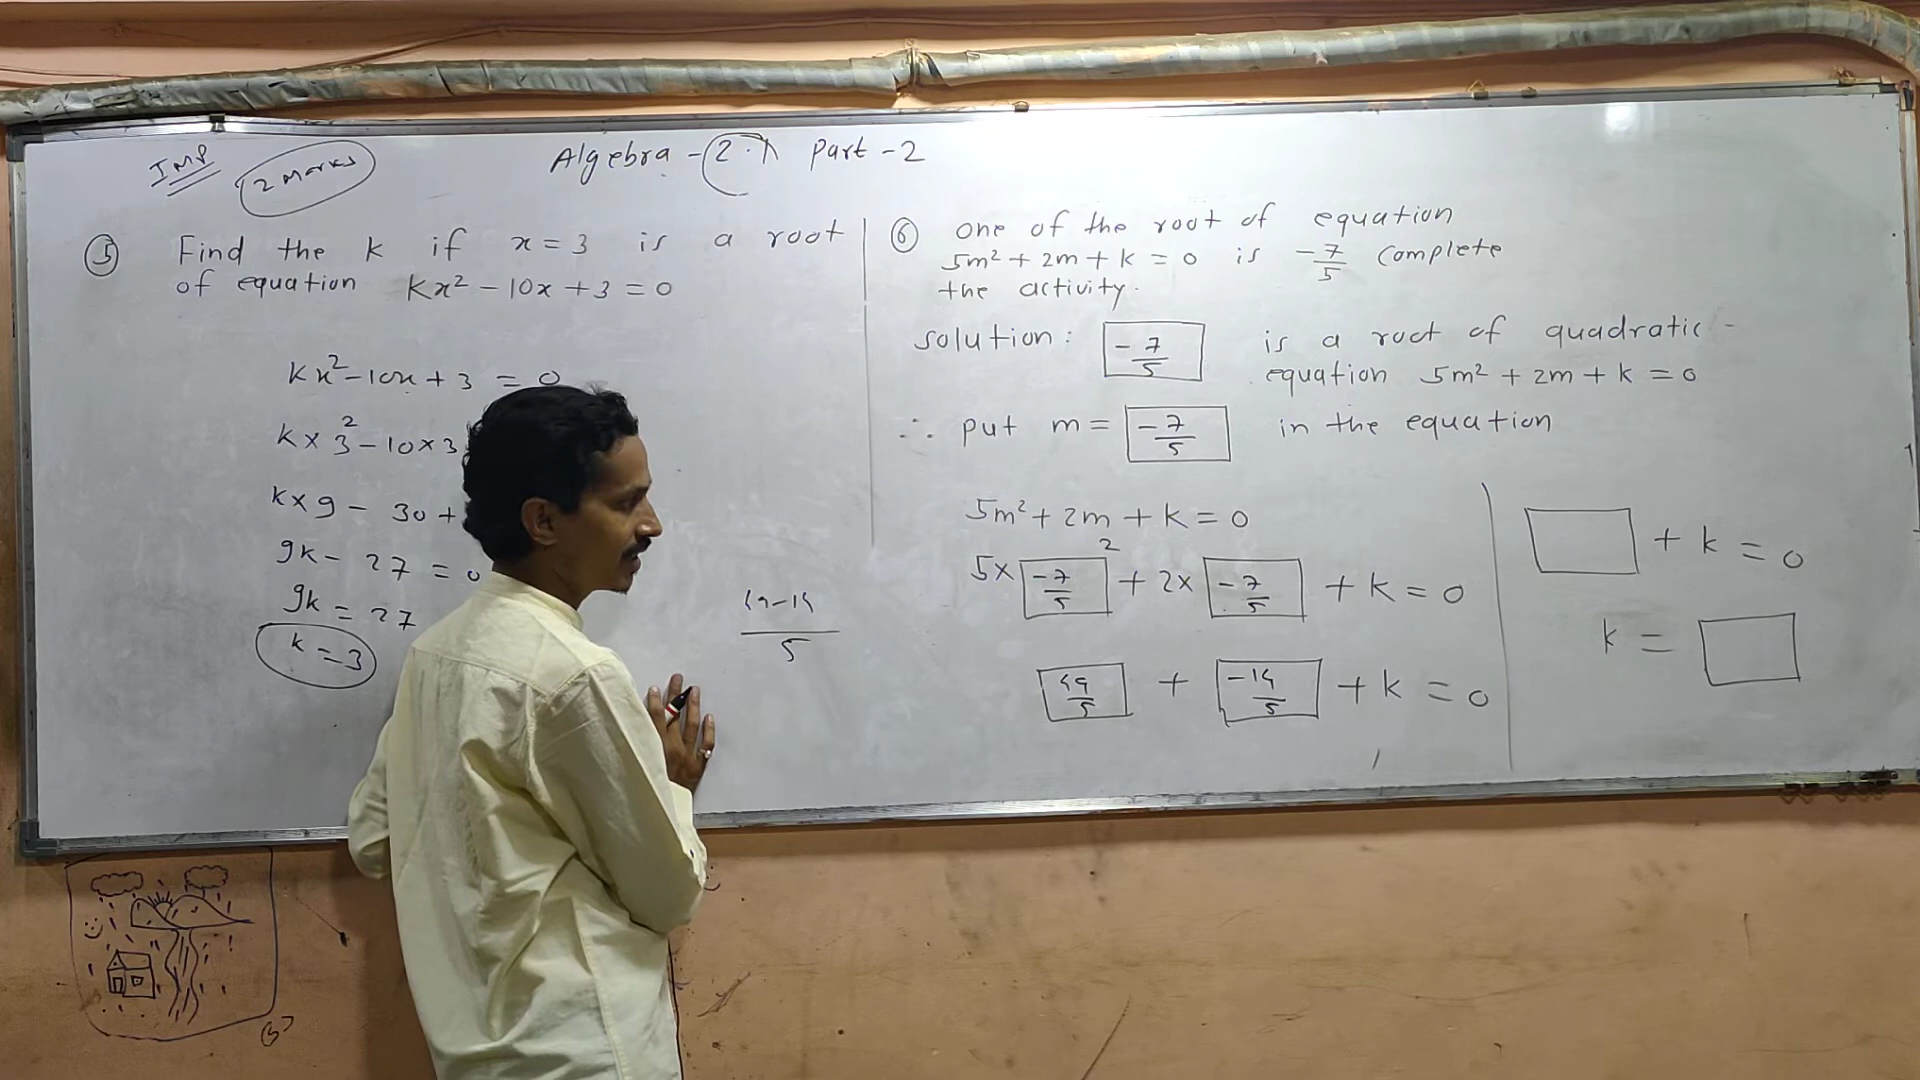 IMP
2 Marks
Algebra - 2.1 Part - 2
5 Find the k if x = 3 is a root
of equation Kx² - 10x + 3 = 0
Kx² - 10x + 3 = 0
K × 3² - 10 × 3
K × 9 - 30 +
9K - 27 = 0
9K = 27
K = 3
49-14
5
6 one of the root of equation
5m² + 2m + k = 0 is -7/5 complete
the activity.
Solution: -7/5 is a root of quadratic -
equation 5m² + 2m + k = 0
∴ put m = -7/5 in the equation
5m² + 2m + k = 0
5× -7/5 ² + 2× -7/5 + k = 0
49/5 + -14/5 + k = 0
+ k = 0
k =